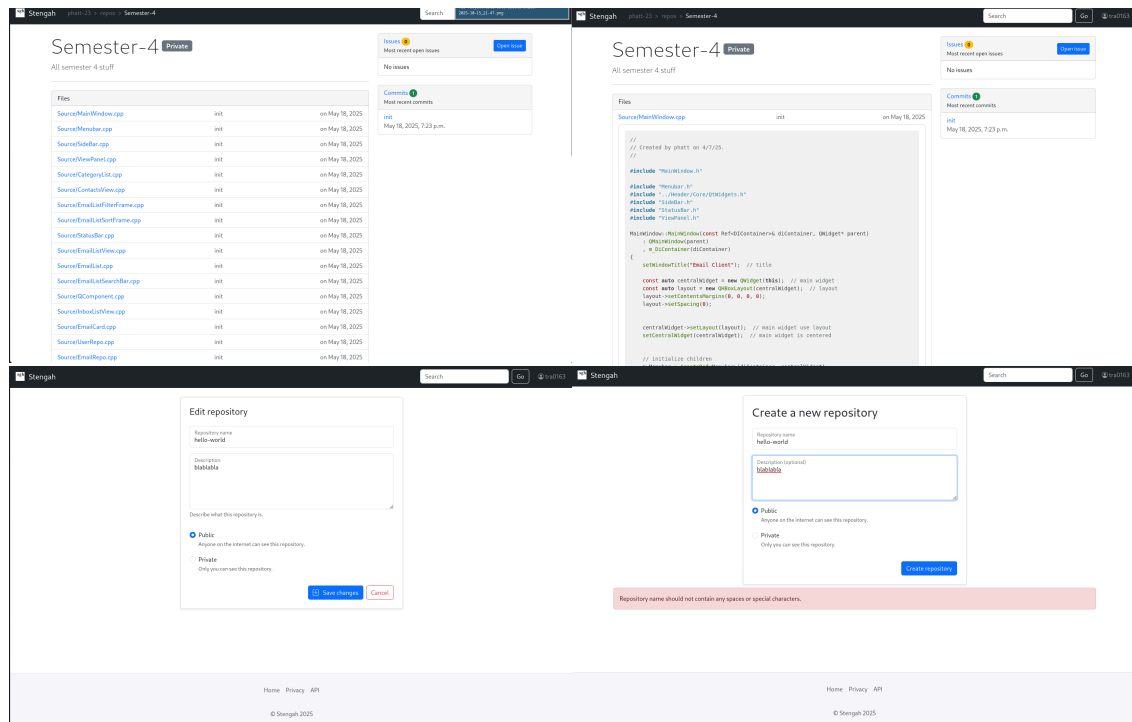 Stengah phatt-23 > repos > Semester-4 Search 2025-10-15_21-47.png
Semester-4 Private
All semester 4 stuff
Issues 0 Open issue
Most recent open issues
No issues
Commits 1
Most recent commits
init
May 18, 2025, 7:23 p.m.
Files
Source/MainWindow.cpp init on May 18, 2025
Source/Menubar.cpp init on May 18, 2025
Source/SideBar.cpp init on May 18, 2025
Source/ViewPanel.cpp init on May 18, 2025
Source/CategoryList.cpp init on May 18, 2025
Source/ContactsView.cpp init on May 18, 2025
Source/EmailListFilterFrame.cpp init on May 18, 2025
Source/EmailListSortFrame.cpp init on May 18, 2025
Source/StatusBar.cpp init on May 18, 2025
Source/EmailListView.cpp init on May 18, 2025
Source/EmailList.cpp init on May 18, 2025
Source/EmailListSearchBar.cpp init on May 18, 2025
Source/QComponent.cpp init on May 18, 2025
Source/InboxListView.cpp init on May 18, 2025
Source/EmailCard.cpp init on May 18, 2025
Source/UserRepo.cpp init on May 18, 2025
Source/EmailRepo.cpp init on May 18, 2025
Stengah phatt-23 > repos > Semester-4 Search Go tra0163
Semester-4 Private
All semester 4 stuff
Issues 0 Open issue
Most recent open issues
No issues
Commits 1
Most recent commits
init
May 18, 2025, 7:23 p.m.
Files
Source/MainWindow.cpp init on May 18, 2025
//
// Created by phatt on 4/7/25.
//
#include "MainWindow.h"
#include "Menubar.h"
#include "../Header/Core/QtWidgets.h"
#include "SideBar.h"
#include "StatusBar.h"
#include "ViewPanel.h"
MainWindow::MainWindow(const Ref<DIContainer>& diContainer, QWidget* parent)
: QMainWindow(parent)
, m_DiContainer(diContainer)
{
setWindowTitle("Email Client"); // title
const auto centralWidget = new QWidget(this); // main widget
const auto layout = new QHBoxLayout(centralWidget); // layout
layout->setContentsMargins(0, 0, 0, 0);
layout->setSpacing(0);
centralWidget->setLayout(layout); // main widget use layout
setCentralWidget(centralWidget); // main widget is centered
// initialize children
Stengah Search Go tra0163
Edit repository
Repository name
hello-world
Description
blablabla
Describe what this repository is.
Public
Anyone on the internet can see this repository.
Private
Only you can see this repository.
Save changes Cancel
Home Privacy API
© Stengah 2025
Stengah Search Go tra0163
Create a new repository
Repository name
hello-world
Description (optional)
blablabla
Public
Anyone on the internet can see this repository.
Private
Only you can see this repository.
Create repository
Repository name should not contain any spaces or special characters.
Home Privacy API
© Stengah 2025